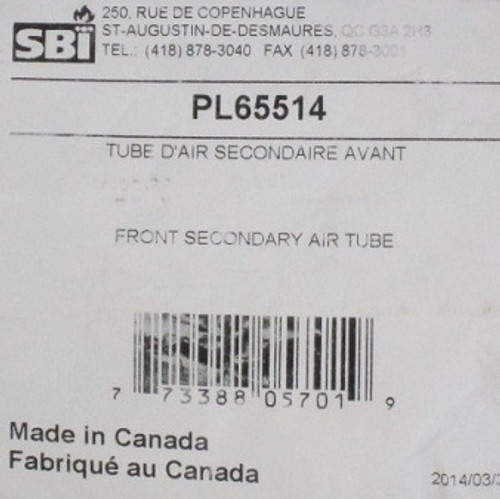 SBi
250, RUE DE COPENHAGUE
ST-AUGUSTIN-DE-DESMAURES, QC G3A 2H3
TEL.: (418) 878-3040 FAX (418) 878-3001
PL65514
TUBE D'AIR SECONDAIRE AVANT
FRONT SECONDARY AIR TUBE
7 73388 05701 9
Made in Canada
Fabriqué au Canada
2014/03/